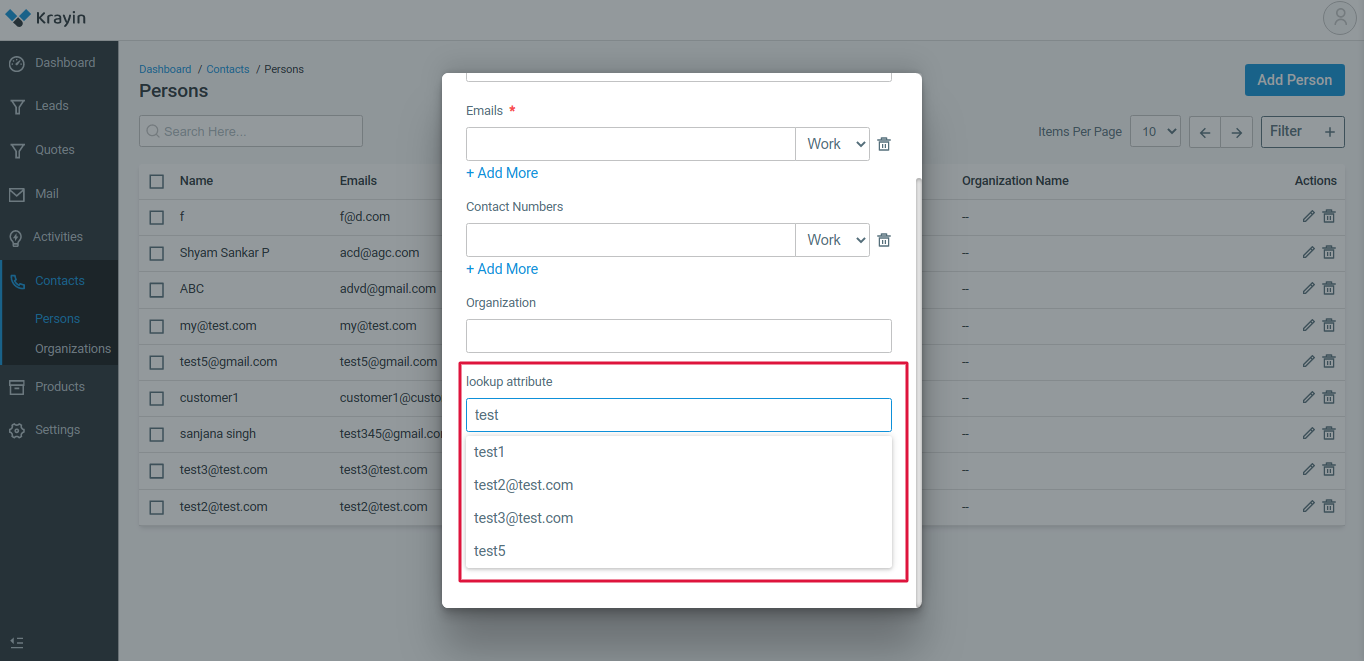 Krayin
Dashboard
Leads
Quotes
Mail
Activities
Contacts
Persons
Organizations
Products
Settings
Dashboard / Contacts / Persons
Persons
Add Person
Search Here...
Items Per Page 10 Filter +
Name Emails Organization Name Actions
f f@d.com --
Shyam Sankar P acd@agc.com --
ABC advd@gmail.com --
my@test.com my@test.com --
test5@gmail.com test5@gmail.com --
customer1 customer1@custo --
sanjana singh test345@gmail.co --
test3@test.com test3@test.com --
test2@test.com test2@test.com --
Emails *
Work
+ Add More
Contact Numbers
Work
+ Add More
Organization
lookup attribute
test
test1
test2@test.com
test3@test.com
test5